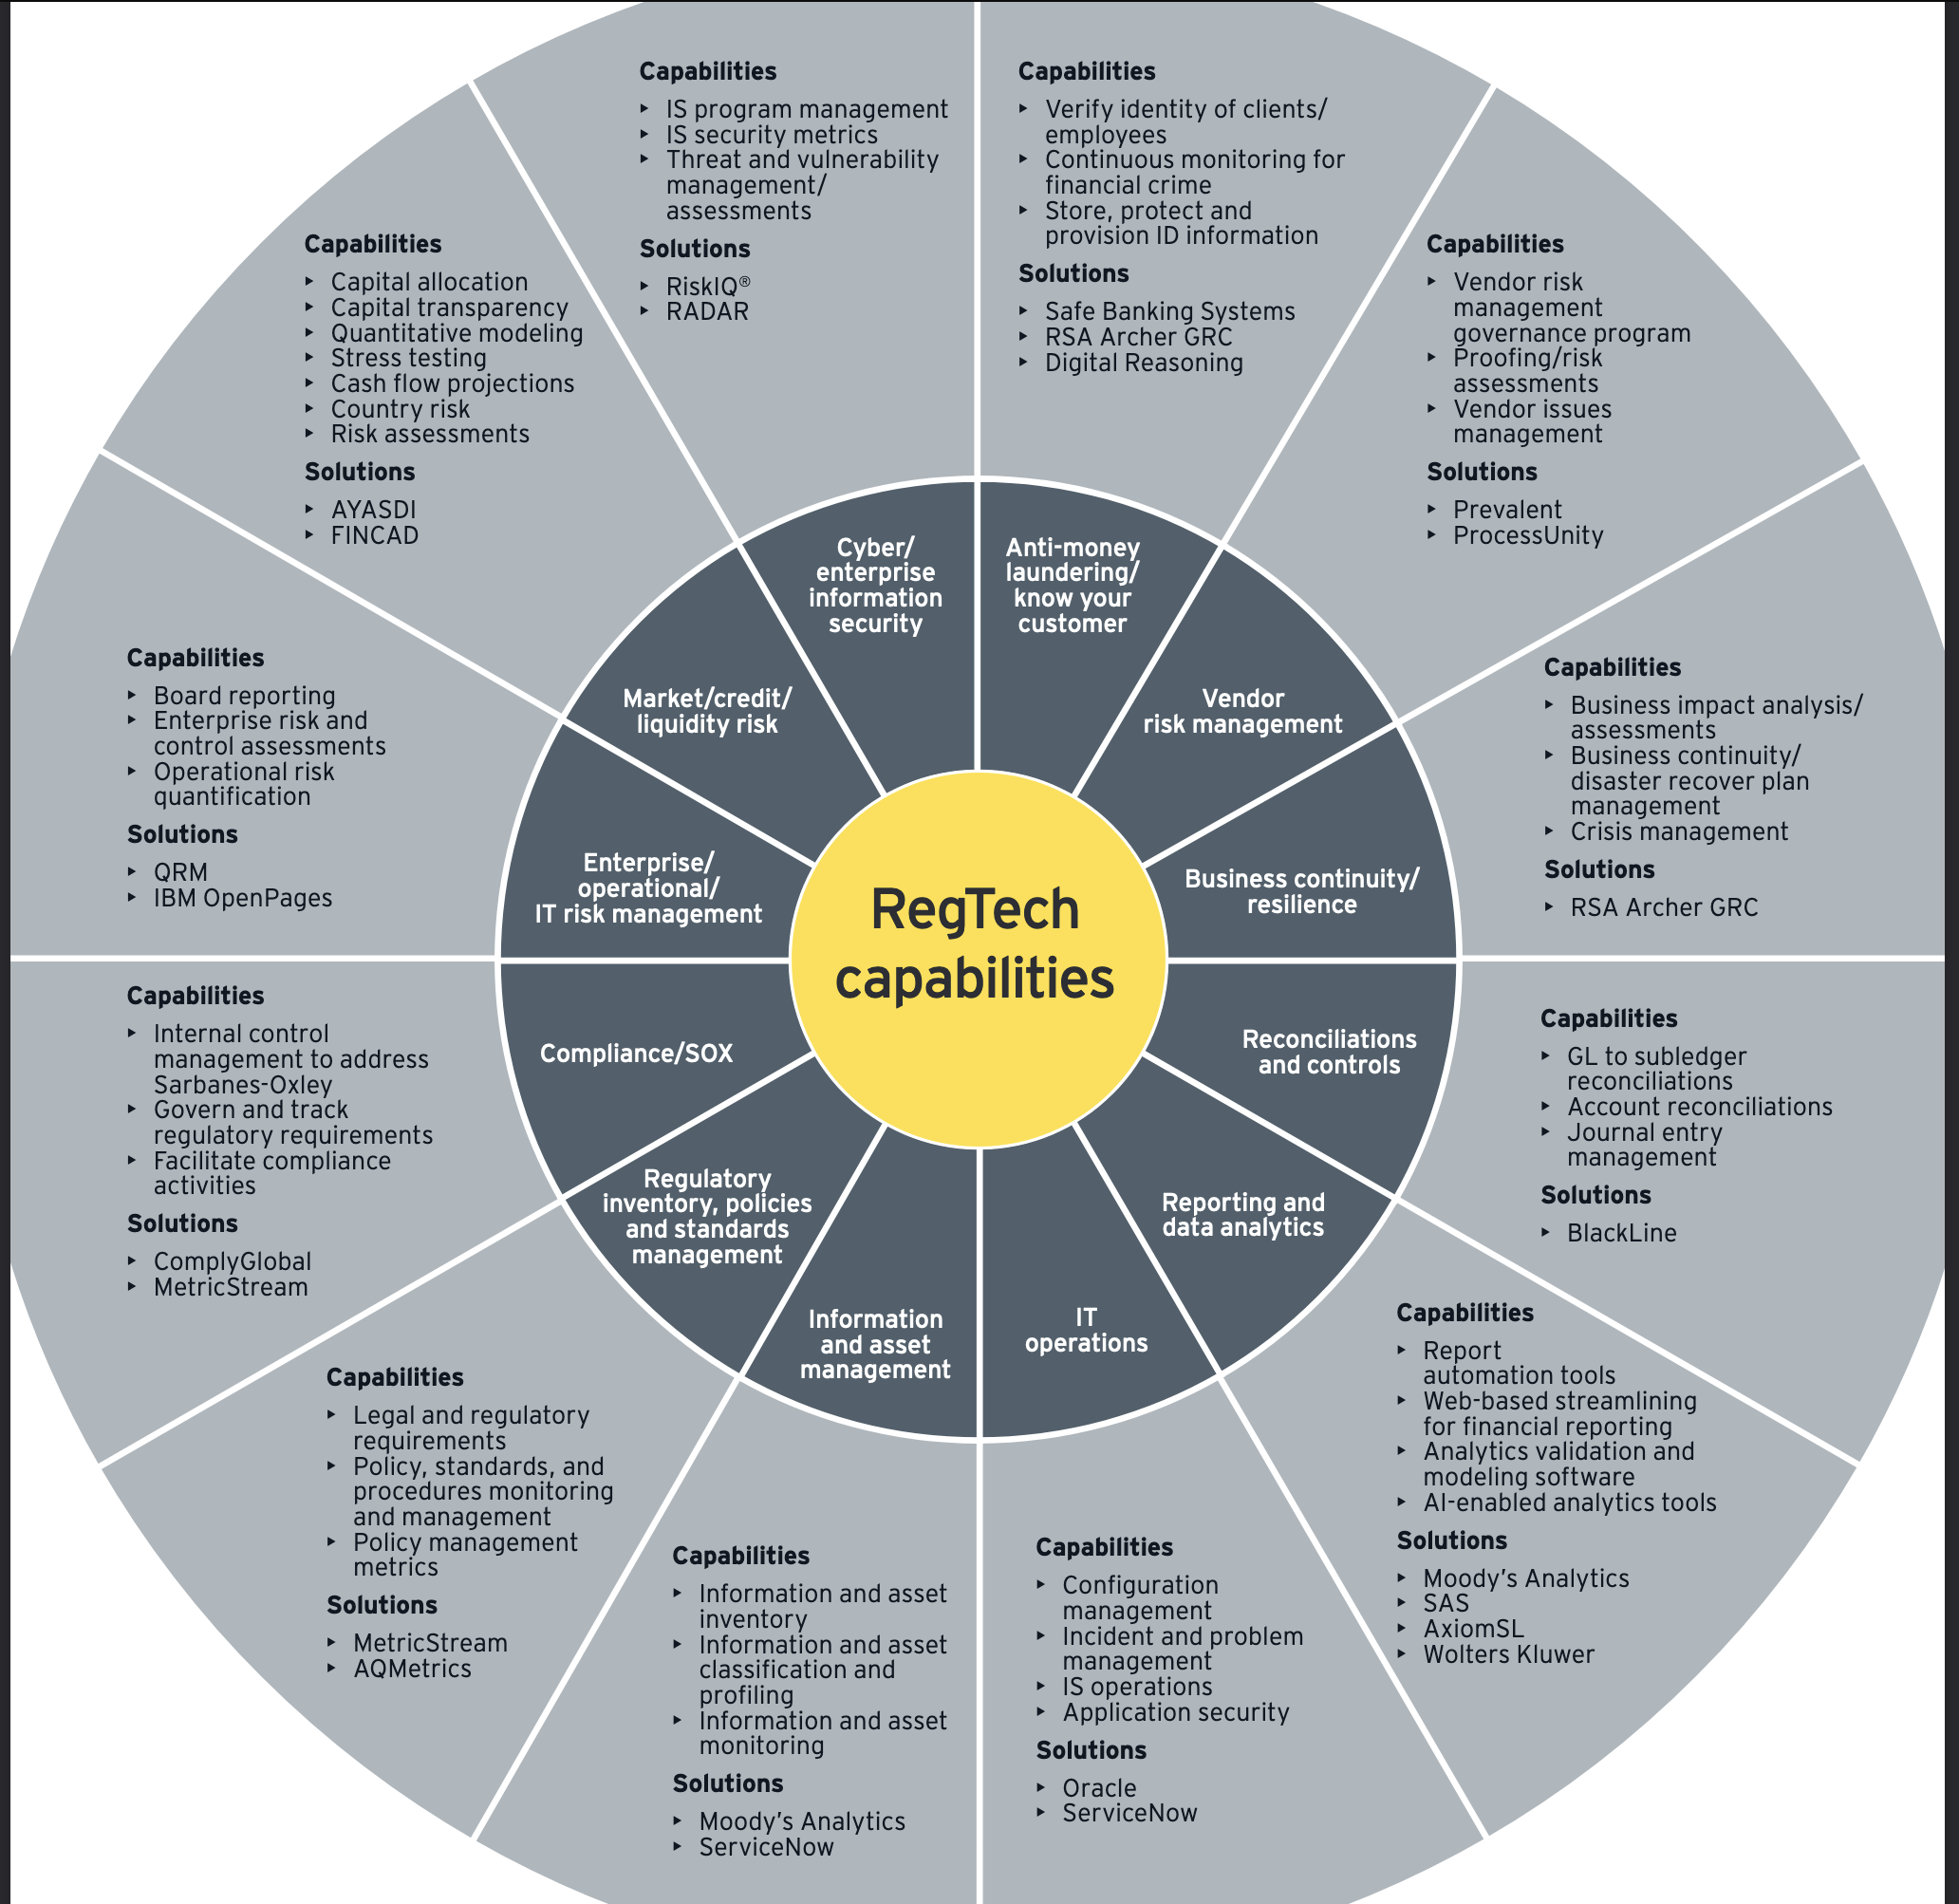 Capabilities
▸ IS program management
▸ IS security metrics
▸ Threat and vulnerability
management/
assessments
Solutions
▸ RiskIQ®
▸ RADAR
Capabilities
▸ Verify identity of clients/
employees
▸ Continuous monitoring for
financial crime
▸ Store, protect and
provision ID information
Solutions
▸ Safe Banking Systems
▸ RSA Archer GRC
▸ Digital Reasoning
Capabilities
▸ Capital allocation
▸ Capital transparency
▸ Quantitative modeling
▸ Stress testing
▸ Cash flow projections
▸ Country risk
▸ Risk assessments
Solutions
▸ AYASDI
▸ FINCAD
Capabilities
▸ Vendor risk
management
governance program
▸ Proofing/risk
assessments
▸ Vendor issues
management
Solutions
▸ Prevalent
▸ ProcessUnity
Cyber/
enterprise
information
security
Anti-money
laundering/
know your
customer
Market/credit/
liquidity risk
Vendor
risk management
Capabilities
▸ Board reporting
▸ Enterprise risk and
control assessments
▸ Operational risk
quantification
Solutions
▸ QRM
▸ IBM OpenPages
Enterprise/
operational/
IT risk management
RegTech
capabilities
Business continuity/
resilience
Capabilities
▸ Business impact analysis/
assessments
▸ Business continuity/
disaster recover plan
management
▸ Crisis management
Solutions
▸ RSA Archer GRC
Capabilities
▸ Internal control
management to address
Sarbanes-Oxley
▸ Govern and track
regulatory requirements
▸ Facilitate compliance
activities
Solutions
▸ ComplyGlobal
▸ MetricStream
Compliance/SOX
Reconciliations
and controls
Capabilities
▸ GL to subledger
reconciliations
▸ Account reconciliations
▸ Journal entry
management
Solutions
▸ BlackLine
Regulatory
inventory, policies
and standards
management
Reporting and
data analytics
Information
and asset
management
IT
operations
Capabilities
▸ Legal and regulatory
requirements
▸ Policy, standards, and
procedures monitoring
and management
▸ Policy management
metrics
Solutions
▸ MetricStream
▸ AQMetrics
Capabilities
▸ Information and asset
inventory
▸ Information and asset
classification and
profiling
▸ Information and asset
monitoring
Solutions
▸ Moody’s Analytics
▸ ServiceNow
Capabilities
▸ Configuration
management
▸ Incident and problem
management
▸ IS operations
▸ Application security
Solutions
▸ Oracle
▸ ServiceNow
Capabilities
▸ Report
automation tools
▸ Web-based streamlining
for financial reporting
▸ Analytics validation and
modeling software
▸ AI-enabled analytics tools
Solutions
▸ Moody’s Analytics
▸ SAS
▸ AxiomSL
▸ Wolters Kluwer